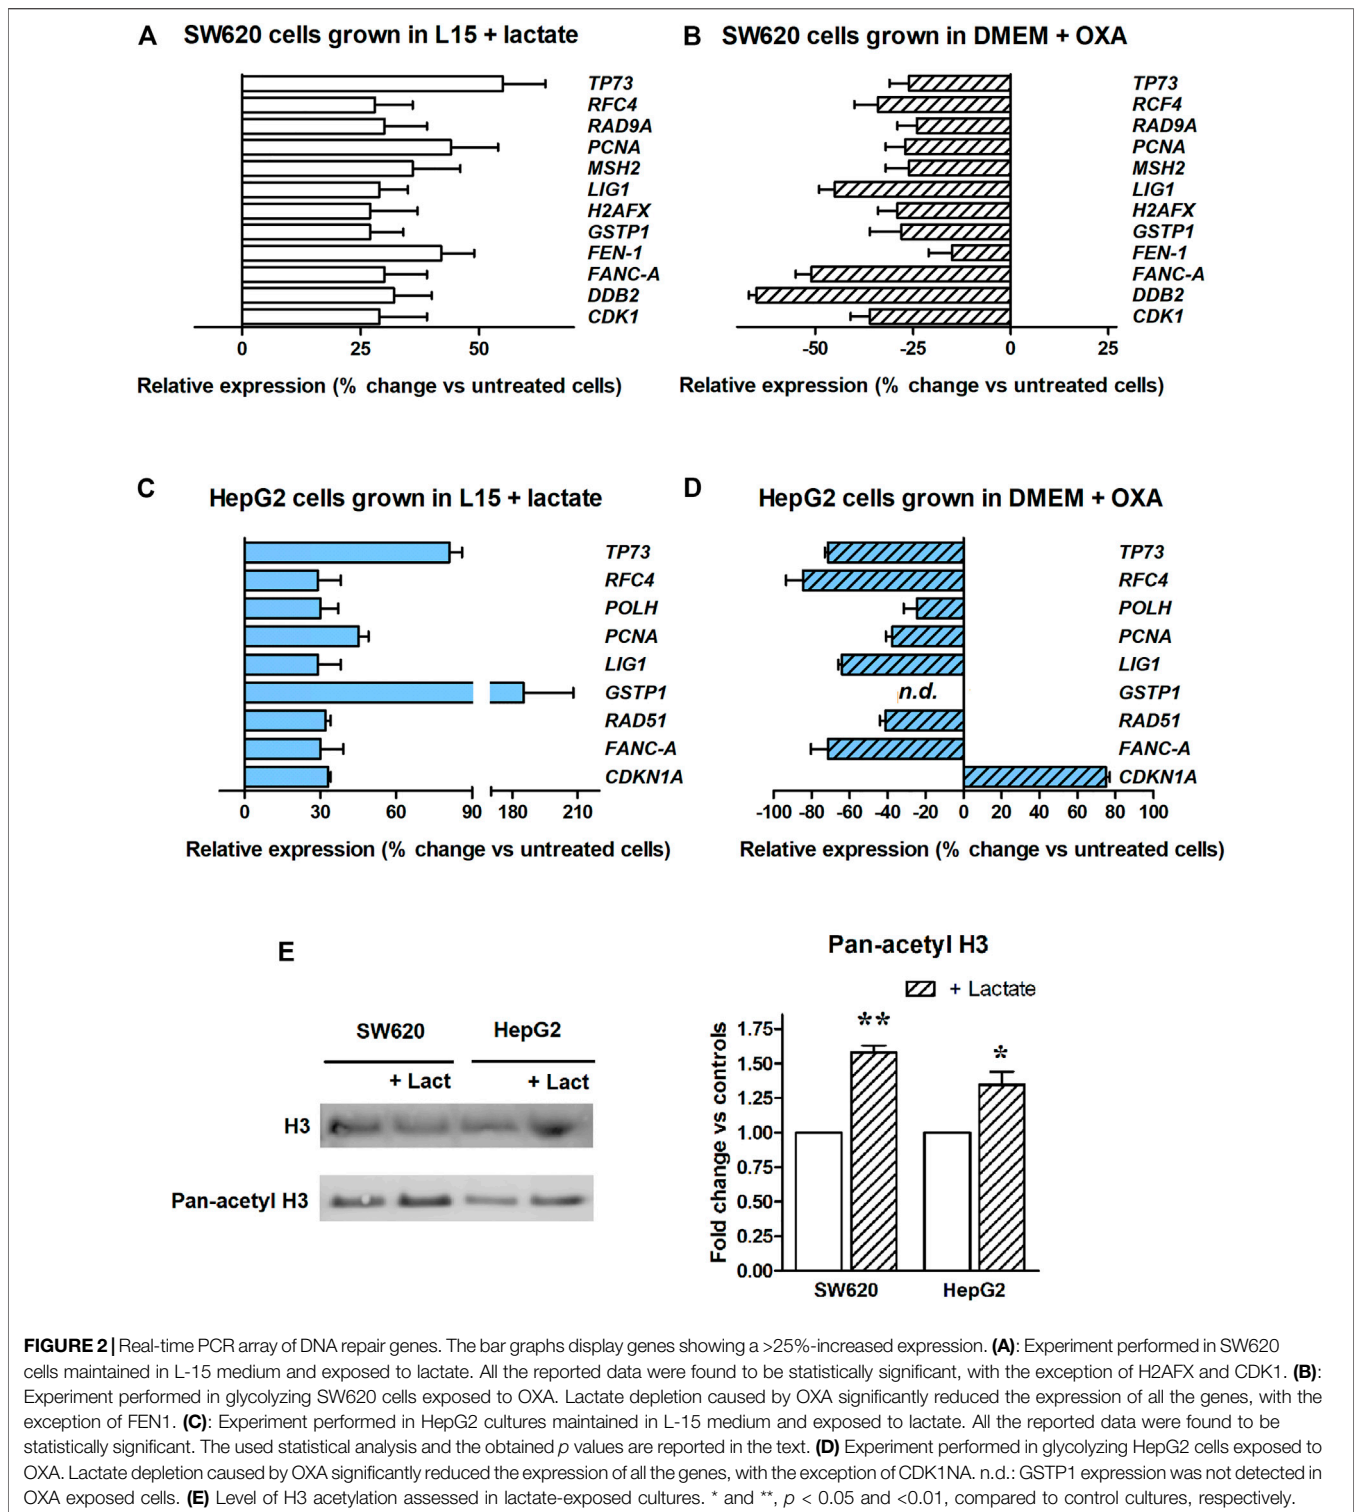 A SW620 cells grown in L15 + lactate
TP73
RFC4
RAD9A
PCNA
MSH2
LIG1
H2AFX
GSTP1
FEN-1
FANC-A
DDB2
CDK1
0 25 50
Relative expression (% change vs untreated cells)
B SW620 cells grown in DMEM + OXA
TP73
RCF4
RAD9A
PCNA
MSH2
LIG1
H2AFX
GSTP1
FEN-1
FANC-A
DDB2
CDK1
-50 -25 0 25
Relative expression (% change vs untreated cells)
C HepG2 cells grown in L15 + lactate
TP73
RFC4
POLH
PCNA
LIG1
GSTP1
RAD51
FANC-A
CDKN1A
0 30 60 90 180 210
Relative expression (% change vs untreated cells)
D HepG2 cells grown in DMEM + OXA
TP73
RFC4
POLH
PCNA
LIG1
n.d. GSTP1
RAD51
FANC-A
CDKN1A
-100 -80 -60 -40 -20 0 20 40 60 80 100
Relative expression (% change vs untreated cells)
E
SW620 HepG2
+ Lact + Lact
H3
Pan-acetyl H3
Pan-acetyl H3
+ Lactate
Fold change vs controls
1.75
1.50
1.25
1.00
0.75
0.50
0.25
0.00
** *
SW620 HepG2
FIGURE 2 | Real-time PCR array of DNA repair genes. The bar graphs display genes showing a >25%-increased expression. (A): Experiment performed in SW620
cells maintained in L-15 medium and exposed to lactate. All the reported data were found to be statistically significant, with the exception of H2AFX and CDK1. (B):
Experiment performed in glycolyzing SW620 cells exposed to OXA. Lactate depletion caused by OXA significantly reduced the expression of all the genes, with the
exception of FEN1. (C): Experiment performed in HepG2 cultures maintained in L-15 medium and exposed to lactate. All the reported data were found to be
statistically significant. The used statistical analysis and the obtained p values are reported in the text. (D) Experiment performed in glycolyzing HepG2 cells exposed to
OXA. Lactate depletion caused by OXA significantly reduced the expression of all the genes, with the exception of CDK1NA. n.d.: GSTP1 expression was not detected in
OXA exposed cells. (E) Level of H3 acetylation assessed in lactate-exposed cultures. * and **, p < 0.05 and <0.01, compared to control cultures, respectively.